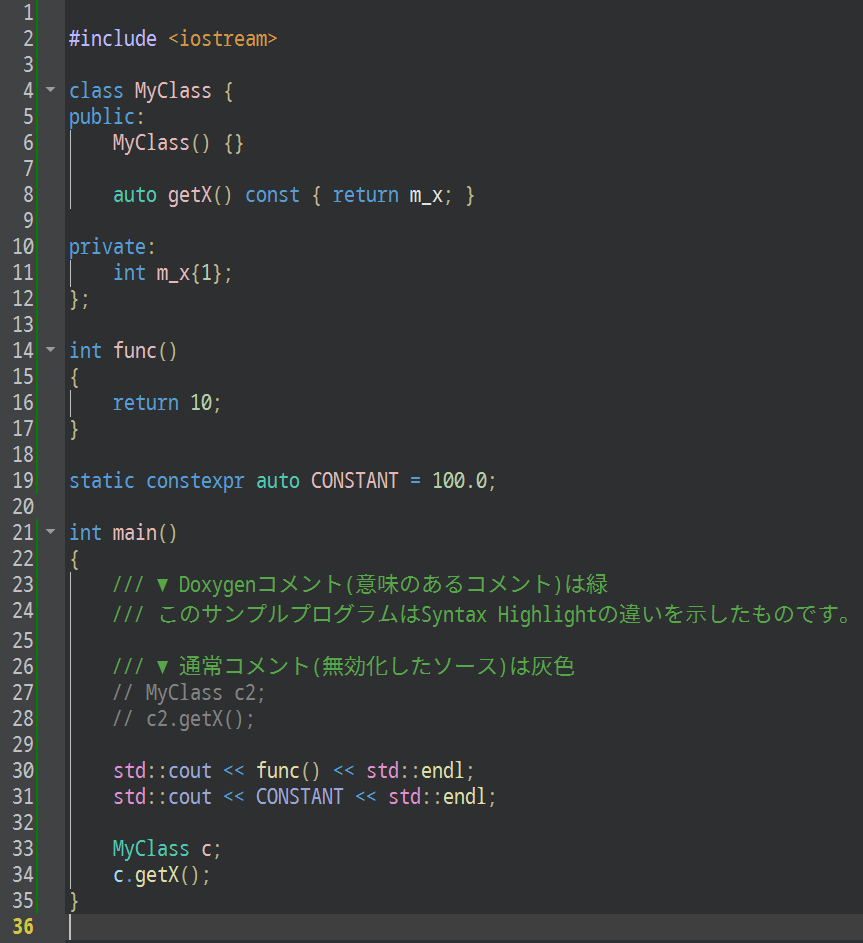 1
2 #include <iostream>
3
4 class MyClass {
5 public:
6     MyClass() {}
7
8     auto getX() const { return m_x; }
9
10 private:
11     int m_x{1};
12 };
13
14 int func()
15 {
16     return 10;
17 }
18
19 static constexpr auto CONSTANT = 100.0;
20
21 int main()
22 {
23     /// ▼ Doxygenコメント(意味のあるコメント)は緑
24     /// このサンプルプログラムはSyntax Highlightの違いを示したものです。
25
26     /// ▼ 通常コメント(無効化したソース)は灰色
27     // MyClass c2;
28     // c2.getX();
29
30     std::cout << func() << std::endl;
31     std::cout << CONSTANT << std::endl;
32
33     MyClass c;
34     c.getX();
35 }
36